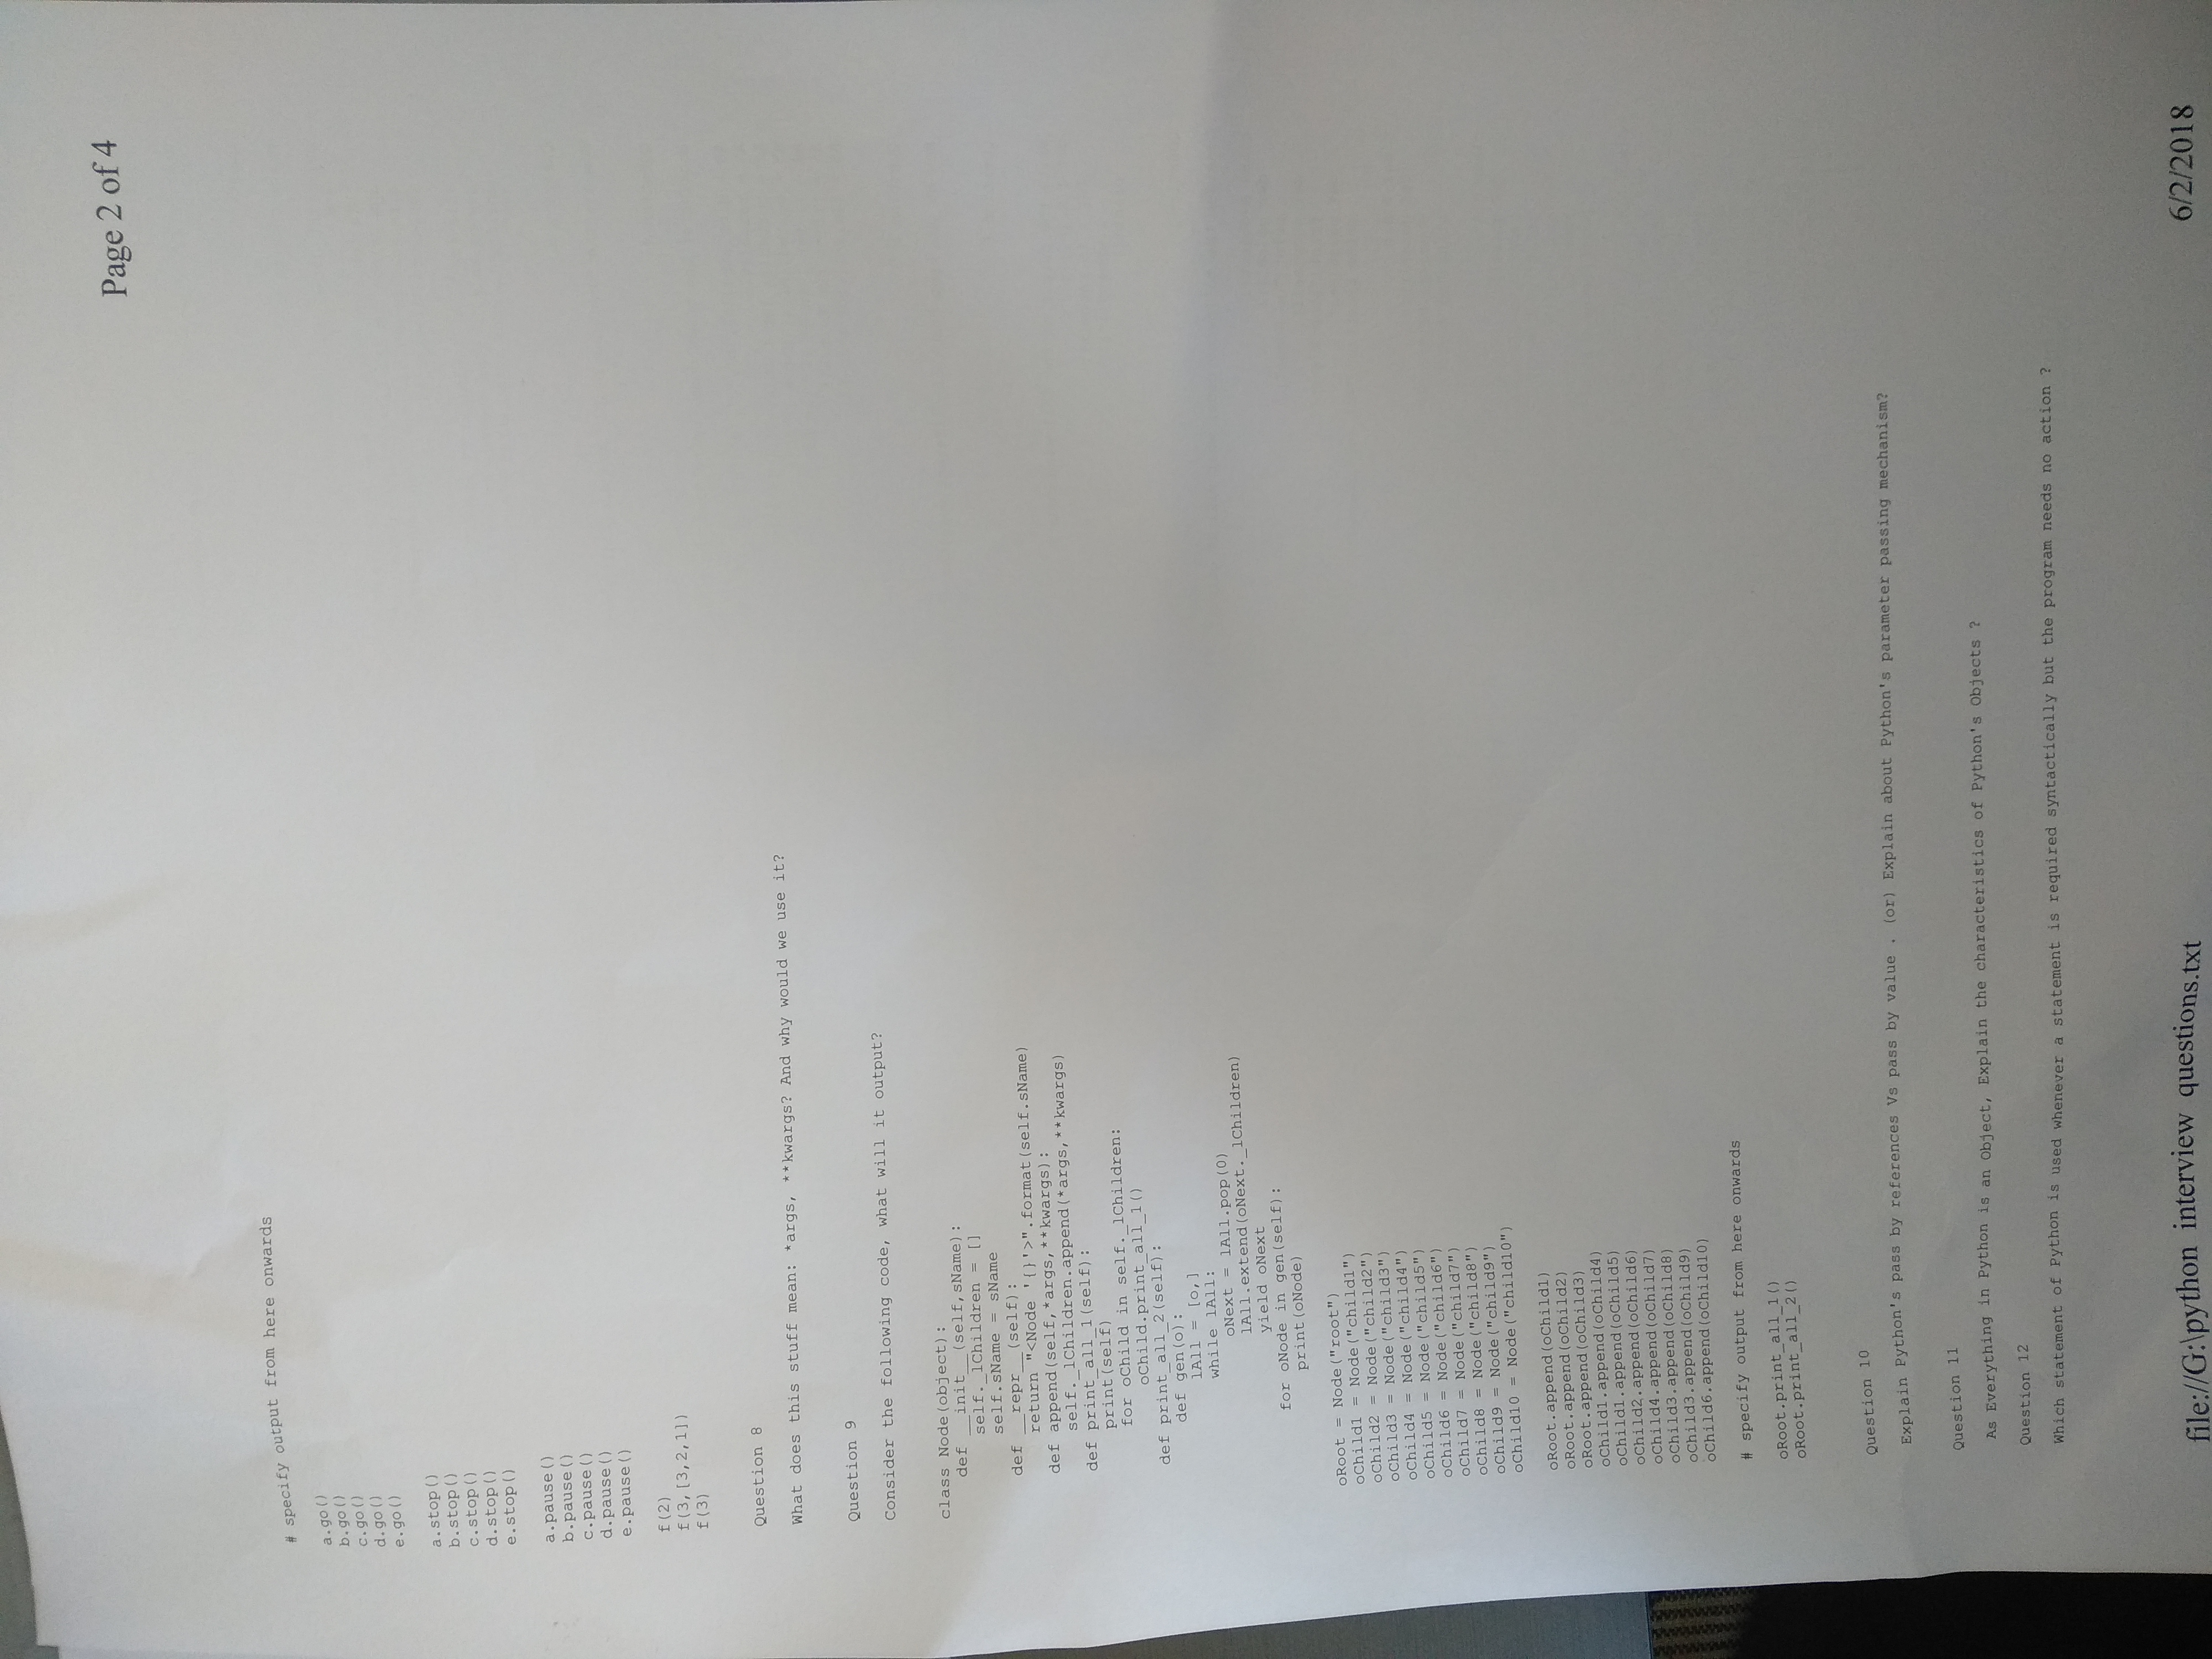 Page 2 of 4
# specify output from here onwards
a.go()
b.go()
c.go()
d.go()
e.go()
a.stop()
b.stop()
c.stop()
d.stop()
e.stop()
a.pause()
b.pause()
c.pause()
d.pause()
e.pause()
f(2)
f(3,[3,2,1])
f(3)
Question 8
What does this stuff mean: *args, **kwargs? And why would we use it?
Question 9
Consider the following code, what will it output?
class Node(object):
def __init__(self,sName):
self._lChildren = []
self.sName = sName
def __repr__(self):
return "<Node '{}'>".format(self.sName)
def append(self,*args,**kwargs):
self._lChildren.append(*args,**kwargs)
def print_all_1(self):
print(self)
for oChild in self._lChildren:
oChild.print_all_1()
def print_all_2(self):
def gen(o):
lAll = [o,]
while lAll:
oNext = lAll.pop(0)
lAll.extend(oNext._lChildren)
yield oNext
for oNode in gen(self):
print(oNode)
oRoot = Node("root")
oChild1 = Node("child1")
oChild2 = Node("child2")
oChild3 = Node("child3")
oChild4 = Node("child4")
oChild5 = Node("child5")
oChild6 = Node("child6")
oChild7 = Node("child7")
oChild8 = Node("child8")
oChild9 = Node("child9")
oChild10 = Node("child10")
oRoot.append(oChild1)
oRoot.append(oChild2)
oRoot.append(oChild3)
oChild1.append(oChild4)
oChild1.append(oChild5)
oChild2.append(oChild6)
oChild4.append(oChild7)
oChild3.append(oChild8)
oChild3.append(oChild9)
oChild6.append(oChild10)
# specify output from here onwards
oRoot.print_all_1()
oRoot.print_all_2()
Question 10
Explain Python's pass by references Vs pass by value . (or) Explain about Python's parameter passing mechanism?
Question 11
As Everything in Python is an Object, Explain the characteristics of Python's Objects ?
Question 12
Which statement of Python is used whenever a statement is required syntactically but the program needs no action ?
file://G:\python interview questions.txt 6/2/2018